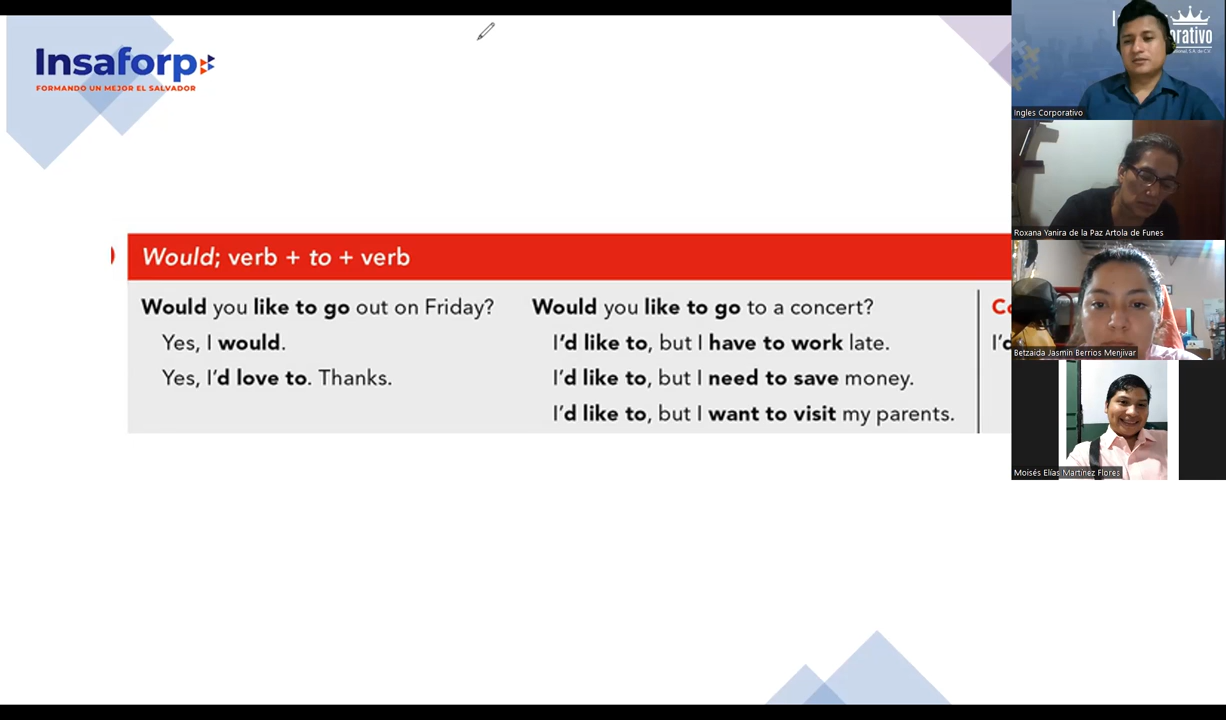 Insaforp
FORMANDO UN MEJOR EL SALVADOR
Would; verb + to + verb
Would you like to go out on Friday?
Yes, I would.
Yes, I'd love to. Thanks.
Would you like to go to a concert?
I'd like to, but I have to work late.
I'd like to, but I need to save money.
I'd like to, but I want to visit my parents.
Co
I'd
I
orativo
Ingles Corporativo
Roxana Yanira de la Paz Artola de Funes
Betzaida Jasmin Berrios Menjivar
Moisés Elías Martínez Flores